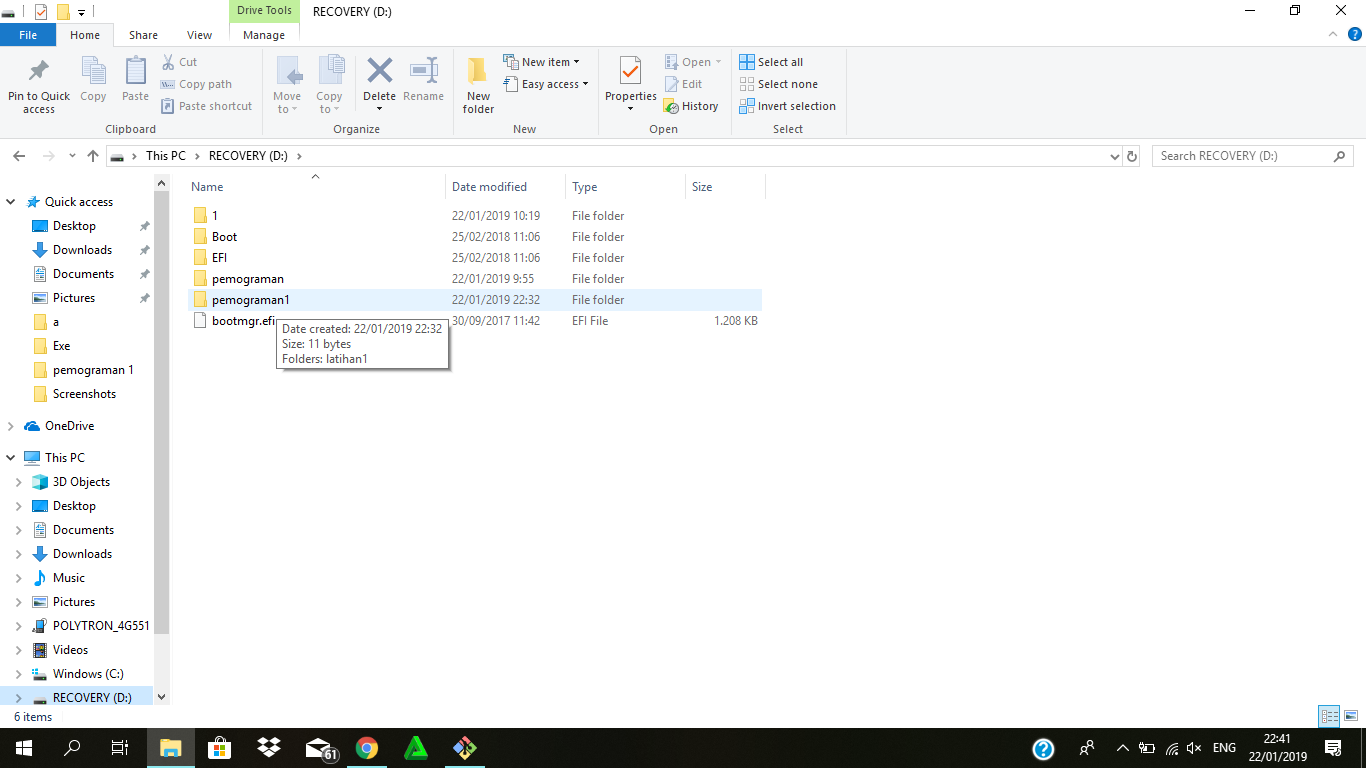 Drive Tools
RECOVERY (D:)
File
Home
Share
View
Manage
Pin to Quick access
Copy
Paste
Cut
Copy path
Paste shortcut
Clipboard
Move to
Copy to
Delete
Rename
Organize
New folder
New item
Easy access
New
Properties
Open
Edit
History
Open
Select all
Select none
Invert selection
Select
This PC
RECOVERY (D:)
Search RECOVERY (D:)
Quick access
Desktop
Downloads
Documents
Pictures
a
Exe
pemograman 1
Screenshots
OneDrive
This PC
3D Objects
Desktop
Documents
Downloads
Music
Pictures
POLYTRON_4G551
Videos
Windows (C:)
RECOVERY (D:)
Name Date modified Type Size
1 22/01/2019 10:19 File folder
Boot 25/02/2018 11:06 File folder
EFI 25/02/2018 11:06 File folder
pemograman 22/01/2019 9:55 File folder
pemograman1 22/01/2019 22:32 File folder
bootmgr.efi 30/09/2017 11:42 EFI File 1.208 KB
Date created: 22/01/2019 22:32
Size: 11 bytes
Folders: latihan1
6 items
61
ENG
22:41
22/01/2019